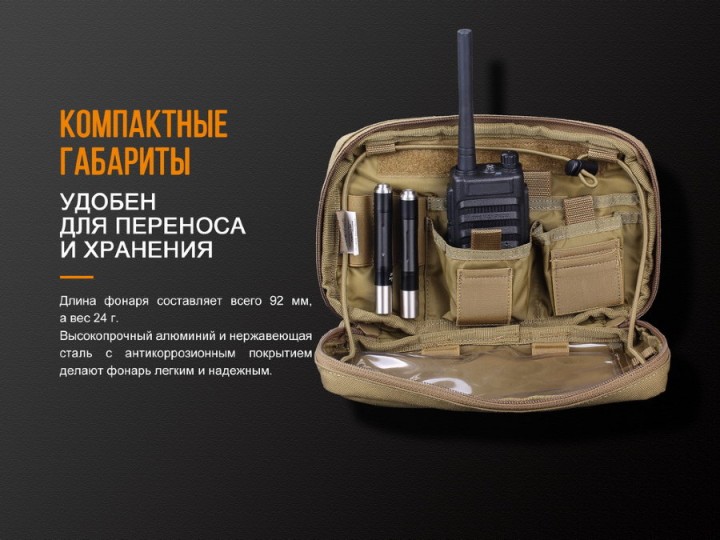 КОМПАКТНЫЕ
ГАБАРИТЫ
УДОБЕН
ДЛЯ ПЕРЕНОСА
И ХРАНЕНИЯ
Длина фонаря составляет всего 92 мм,
а вес 24 г.
Высокопрочный алюминий и нержавеющая
сталь с антикоррозионным покрытием
делают фонарь легким и надежным.